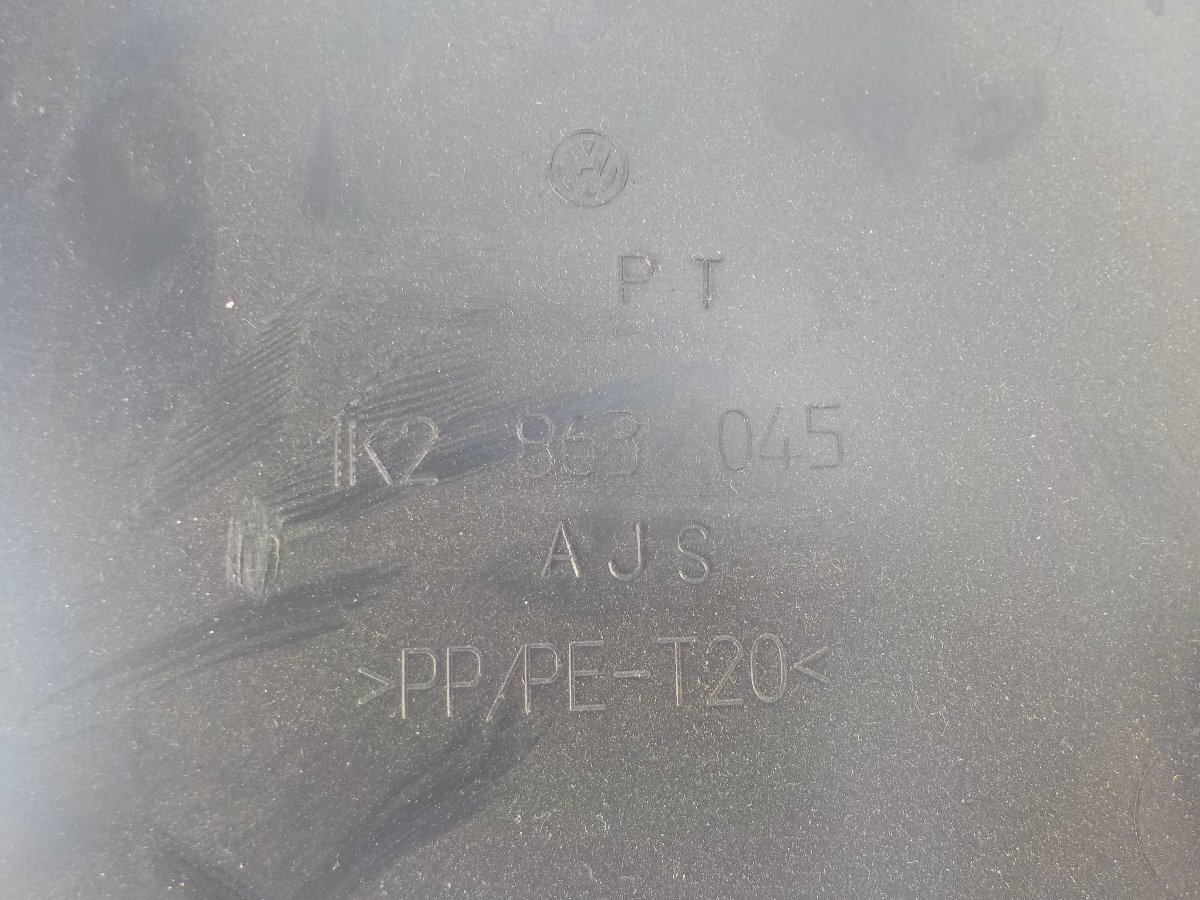 PT
1K2 863 045
AJS
>PP/PE-T20<